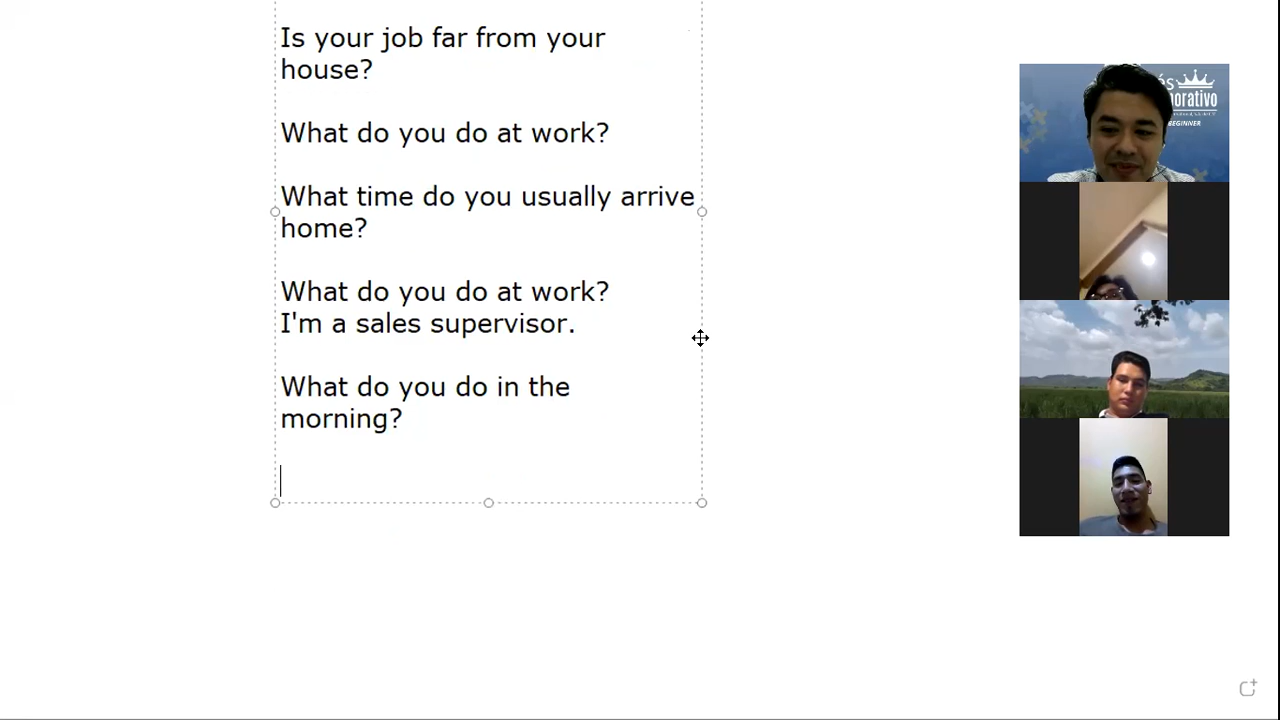 Is your job far from your
house?
What do you do at work?
What time do you usually arrive
home?
What do you do at work?
I'm a sales supervisor.
What do you do in the
morning?
BEGINNER